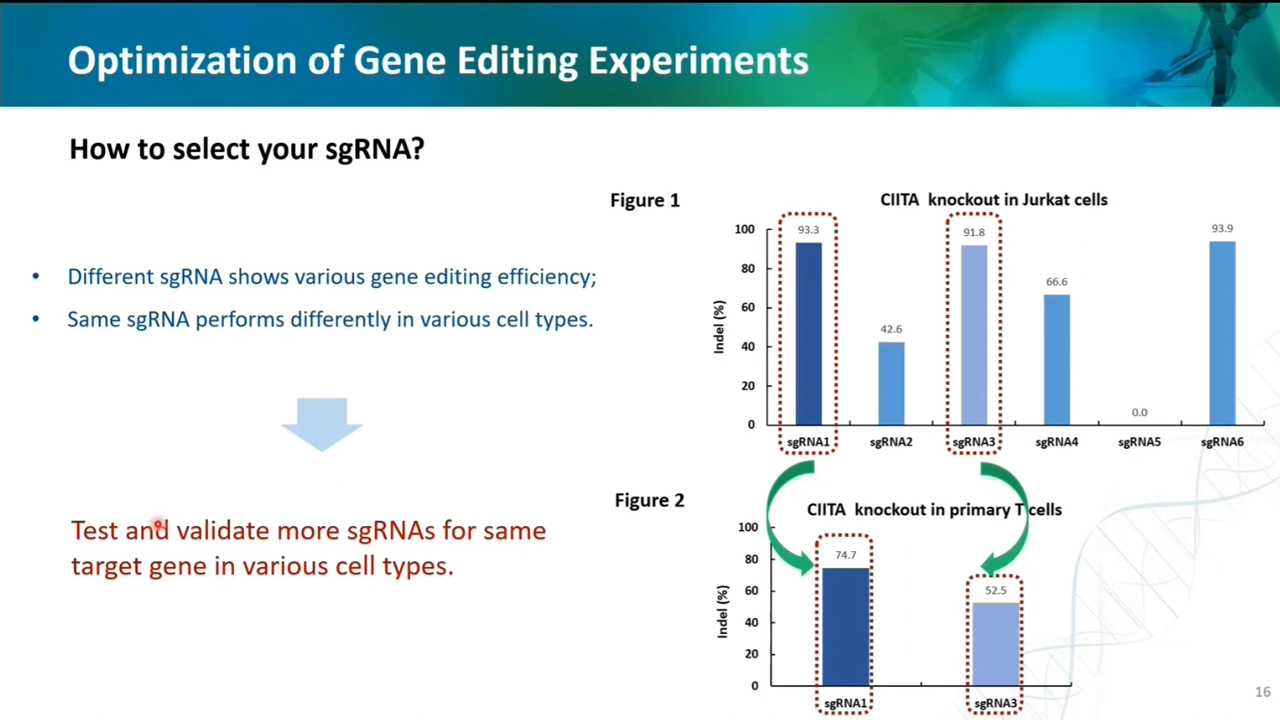 Optimization of Gene Editing Experiments
How to select your sgRNA?
• Different sgRNA shows various gene editing efficiency;
• Same sgRNA performs differently in various cell types.
Test and validate more sgRNAs for same
target gene in various cell types.
Figure 1
CIITA knockout in Jurkat cells
Indel (%)
100
80
60
40
20
0
93.3
42.6
91.8
66.6
0.0
93.9
sgRNA1
sgRNA2
sgRNA3
sgRNA4
sgRNA5
sgRNA6
Figure 2
CIITA knockout in primary T cells
Indel (%)
100
80
60
40
20
0
74.7
52.5
sgRNA1
sgRNA3
16